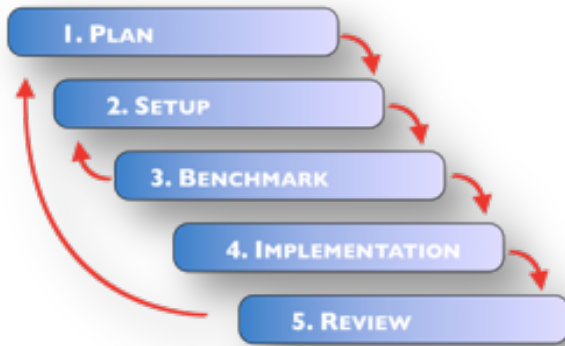 1. PLAN
2. SETUP
3. BENCHMARK
4. IMPLEMENTATION
5. REVIEW